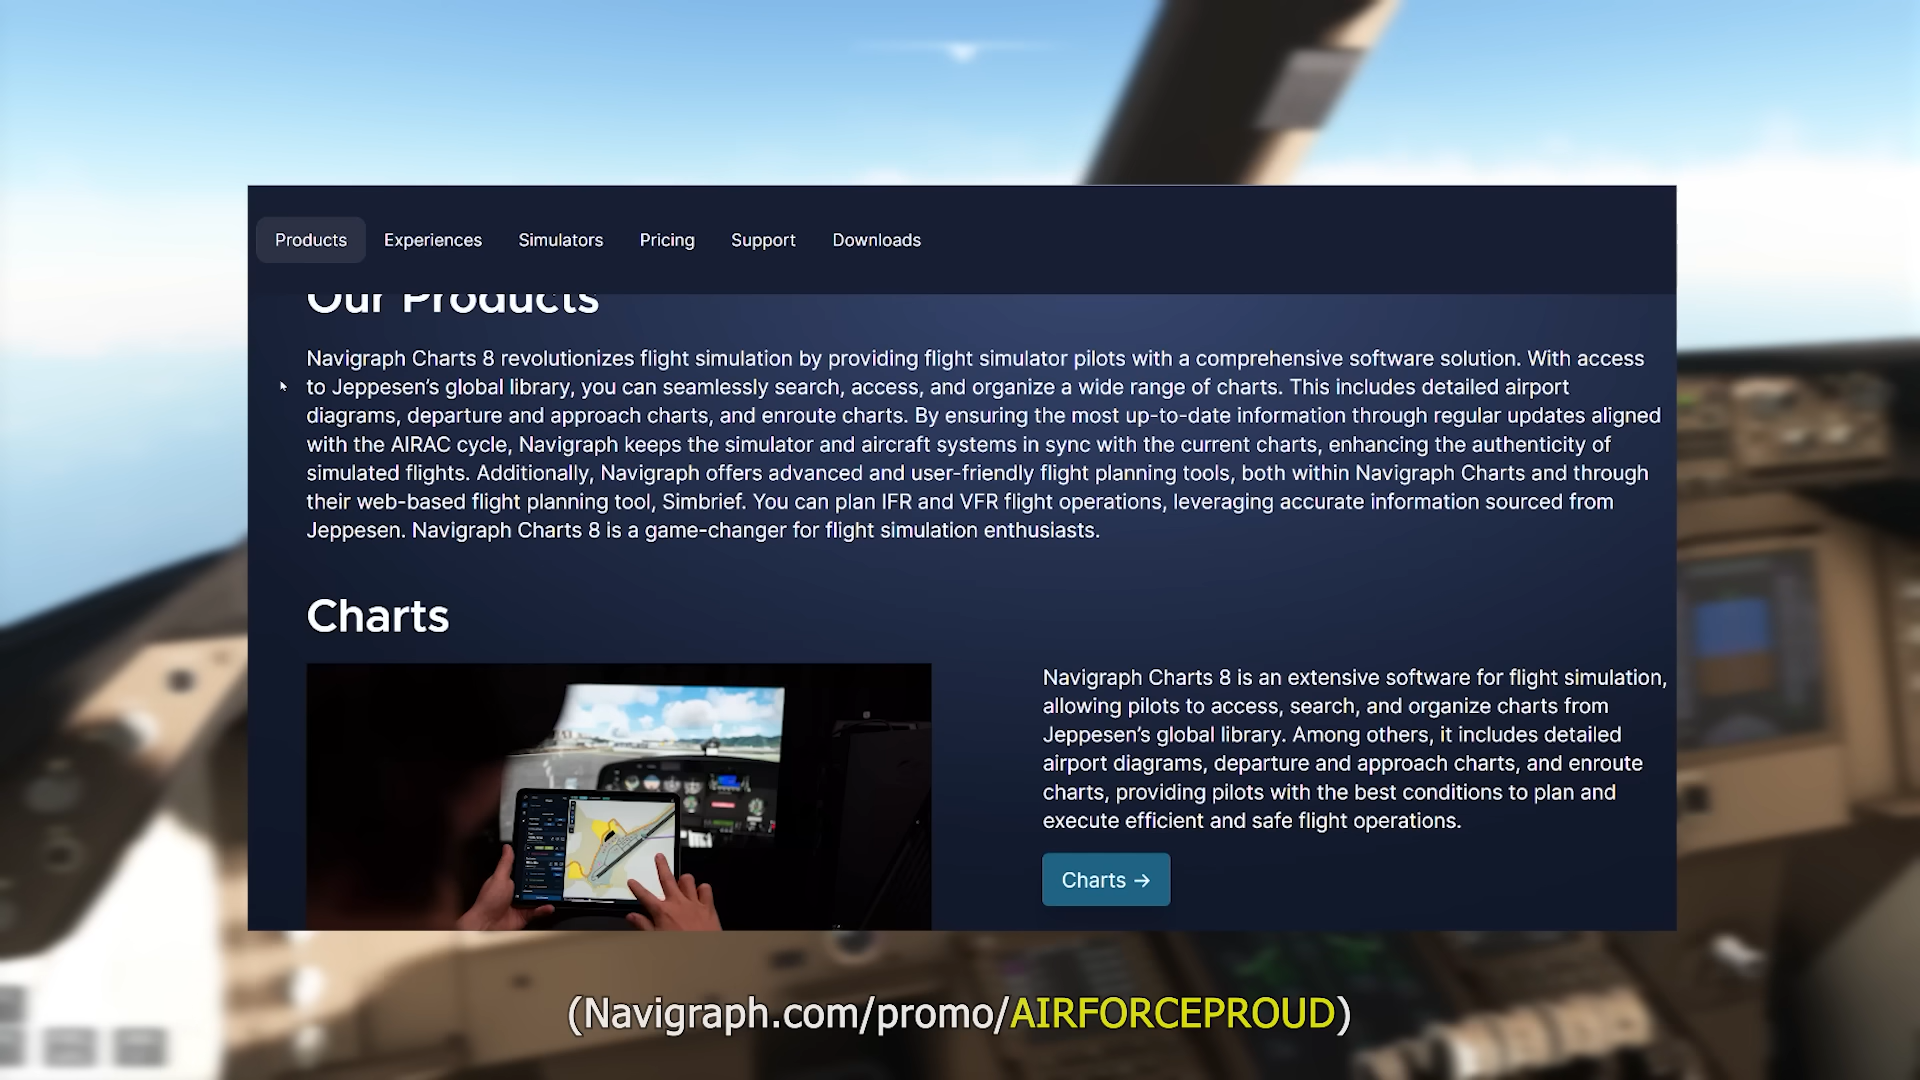 Products Experiences Simulators Pricing Support Downloads
Our Products
Navigraph Charts 8 revolutionizes flight simulation by providing flight simulator pilots with a comprehensive software solution. With access
to Jeppesen’s global library, you can seamlessly search, access, and organize a wide range of charts. This includes detailed airport
diagrams, departure and approach charts, and enroute charts. By ensuring the most up-to-date information through regular updates aligned
with the AIRAC cycle, Navigraph keeps the simulator and aircraft systems in sync with the current charts, enhancing the authenticity of
simulated flights. Additionally, Navigraph offers advanced and user-friendly flight planning tools, both within Navigraph Charts and through
their web-based flight planning tool, Simbrief. You can plan IFR and VFR flight operations, leveraging accurate information sourced from
Jeppesen. Navigraph Charts 8 is a game-changer for flight simulation enthusiasts.
Charts
Navigraph Charts 8 is an extensive software for flight simulation,
allowing pilots to access, search, and organize charts from
Jeppesen’s global library. Among others, it includes detailed
airport diagrams, departure and approach charts, and enroute
charts, providing pilots with the best conditions to plan and
execute efficient and safe flight operations.
Charts →
(Navigraph.com/promo/AIRFORCEPROUD)